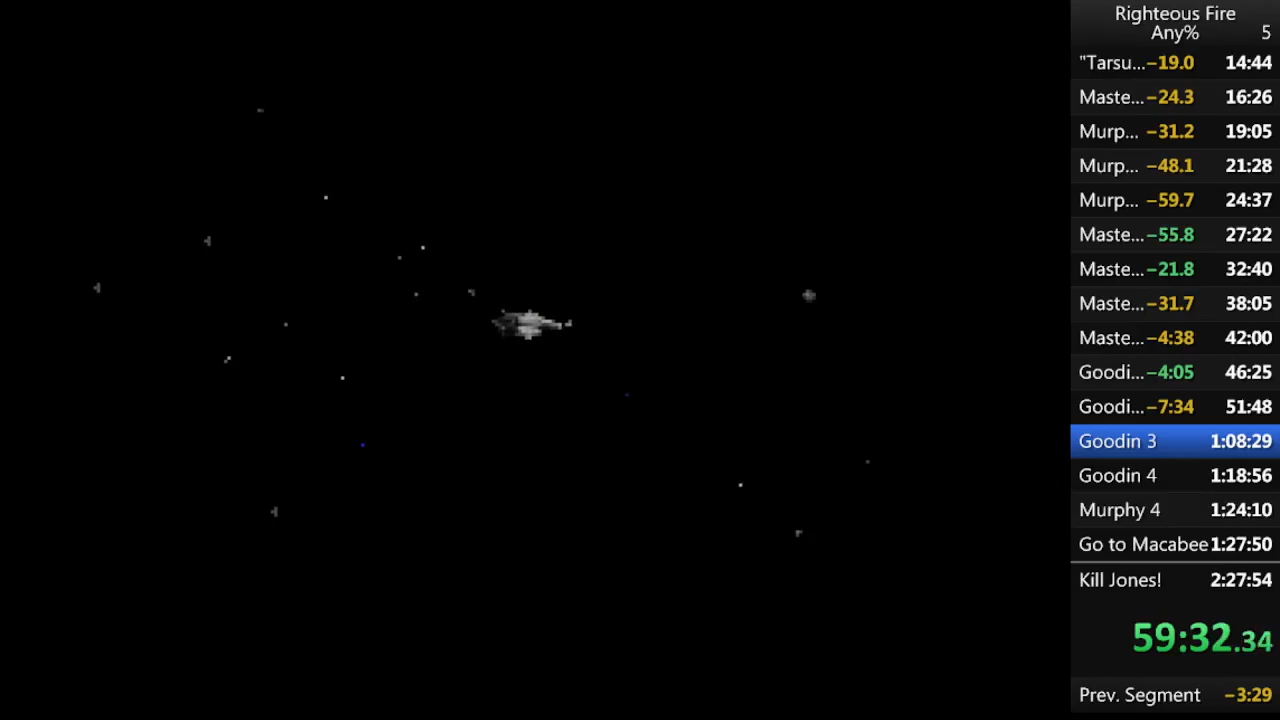 Righteous Fire
Any% 5
"Tarsu... −19.0 14:44
Maste... −24.3 16:26
Murp... −31.2 19:05
Murp... −48.1 21:28
Murp... −59.7 24:37
Maste... −55.8 27:22
Maste... −21.8 32:40
Maste... −31.7 38:05
Maste... −4:38 42:00
Goodi... −4:05 46:25
Goodi... −7:34 51:48
Goodin 3 1:08:29
Goodin 4 1:18:56
Murphy 4 1:24:10
Go to Macabee 1:27:50
Kill Jones! 2:27:54
59:32.34
Prev. Segment −3:29